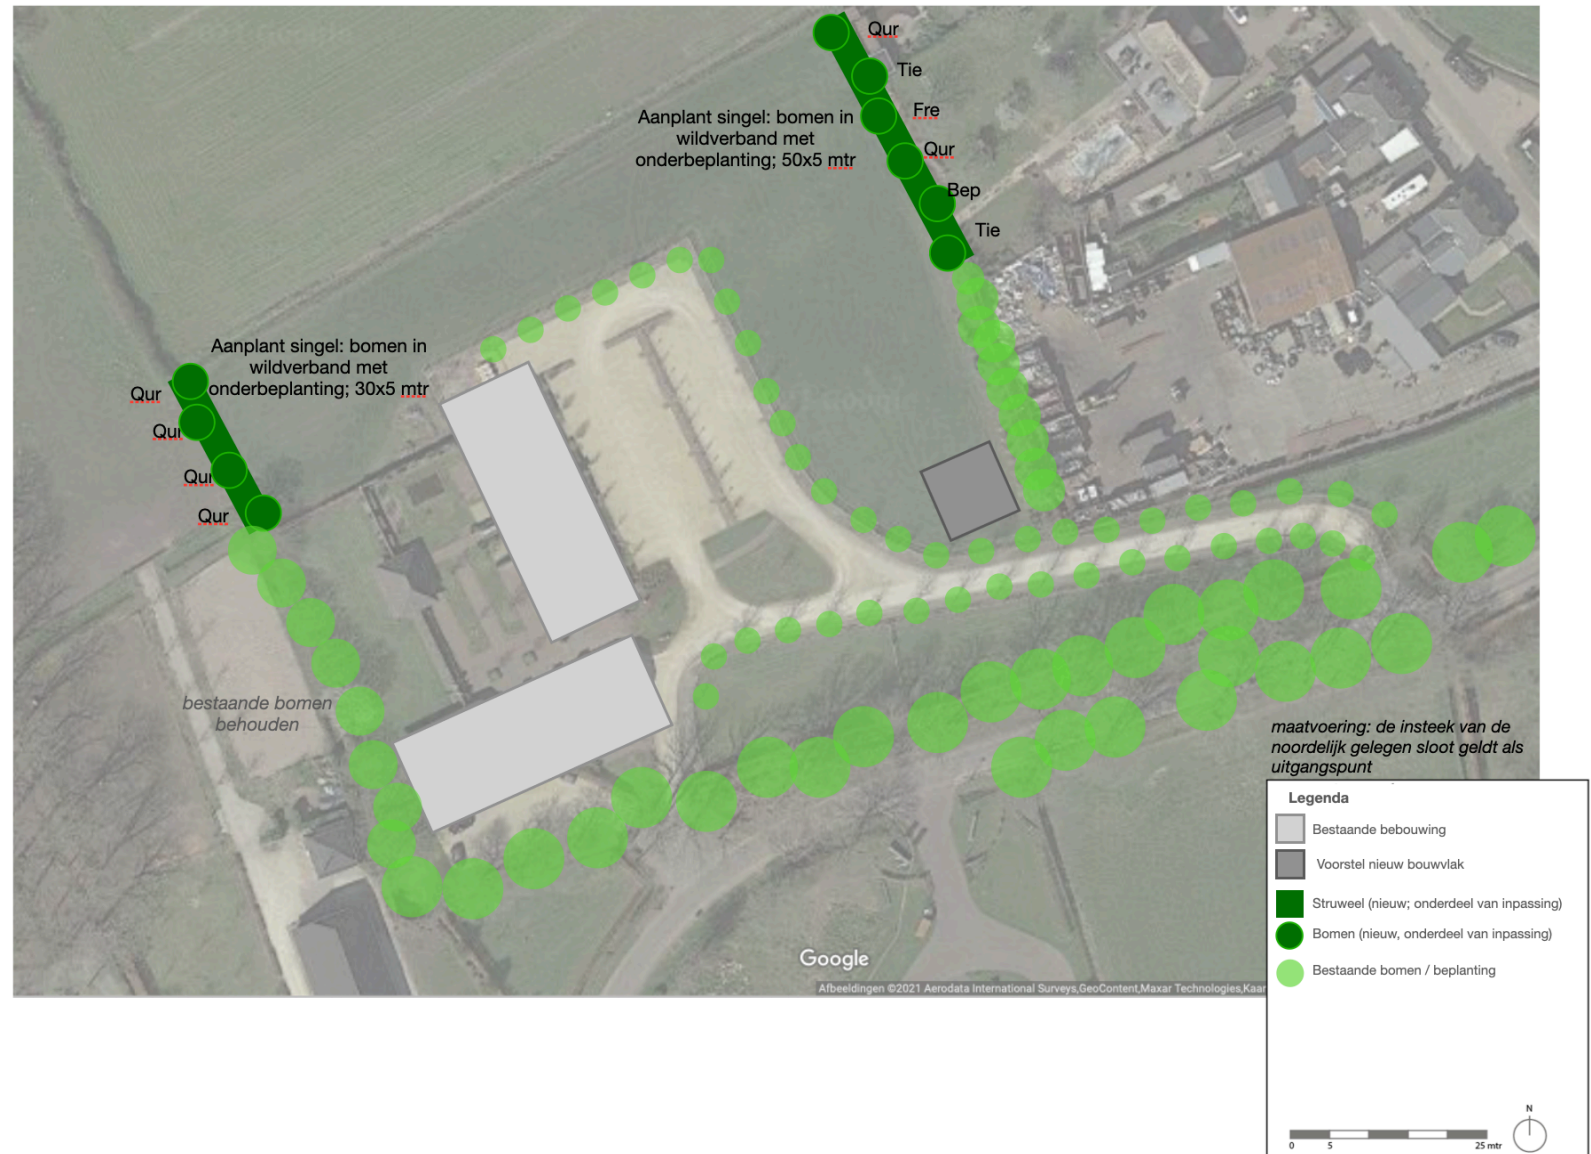 Qur
Tie
Fre
Qur
Bep
Tie
Aanplant singel: bomen in
wildverband met
onderbeplanting; 50x5 mtr
Aanplant singel: bomen in
wildverband met
onderbeplanting; 30x5 mtr
Qur
Qur
Qur
Qur
bestaande bomen
behouden
maatvoering: de insteek van de
noordelijk gelegen sloot geldt als
uitgangspunt
Legenda
Bestaande bebouwing
Voorstel nieuw bouwvlak
Struweel (nieuw; onderdeel van inpassing)
Bomen (nieuw, onderdeel van inpassing)
Bestaande bomen / beplanting
N
0 5 25 mtr
Google
Afbeeldingen ©2021 Aerodata International Surveys,GeoContent,Maxar Technologies,Kaar